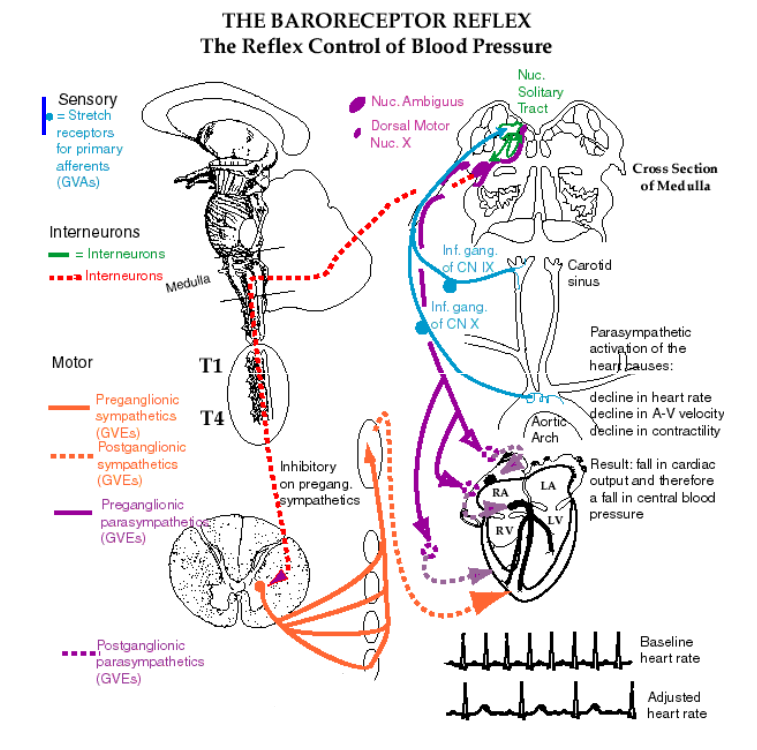 THE BARORECEPTOR REFLEX
The Reflex Control of Blood Pressure
Sensory
= Stretch
receptors
for primary
afferents
(GVAs)
Interneurons
= Interneurons
= Interneurons
Motor
Preganglionic
sympathetics
(GVEs)
Postganglionic
sympathetics
(GVEs)
Preganglionic
parasympathetics
(GVEs)
Postganglionic
parasympathetics
(GVEs)
Medulla
T1
T4
Inhibitory
on pregang.
sympathetics
Nuc. Ambiguus
Dorsal Motor
Nuc. X
Nuc.
Solitary
Tract
Cross Section
of Medulla
Inf. gang.
of CN IX
Inf. gang.
of CN X
Carotid
sinus
Aortic
Arch
Parasympathetic
activation of the
heart causes:
decline in heart rate
decline in A-V velocity
decline in contractility
Result: fall in cardiac
output and therefore
a fall in central blood
pressure
RA
LA
RV
LV
Baseline
heart rate
Adjusted
heart rate